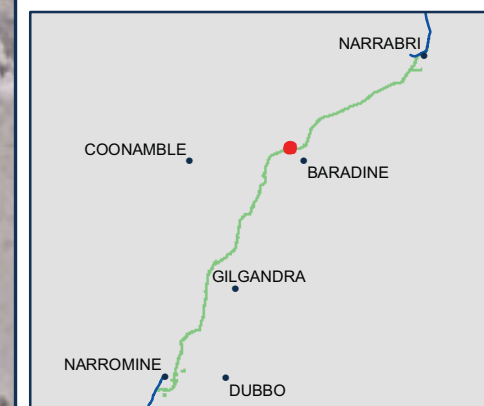 NARRABRI
COONAMBLE
BARADINE
GILGANDRA
NARROMINE
DUBBO